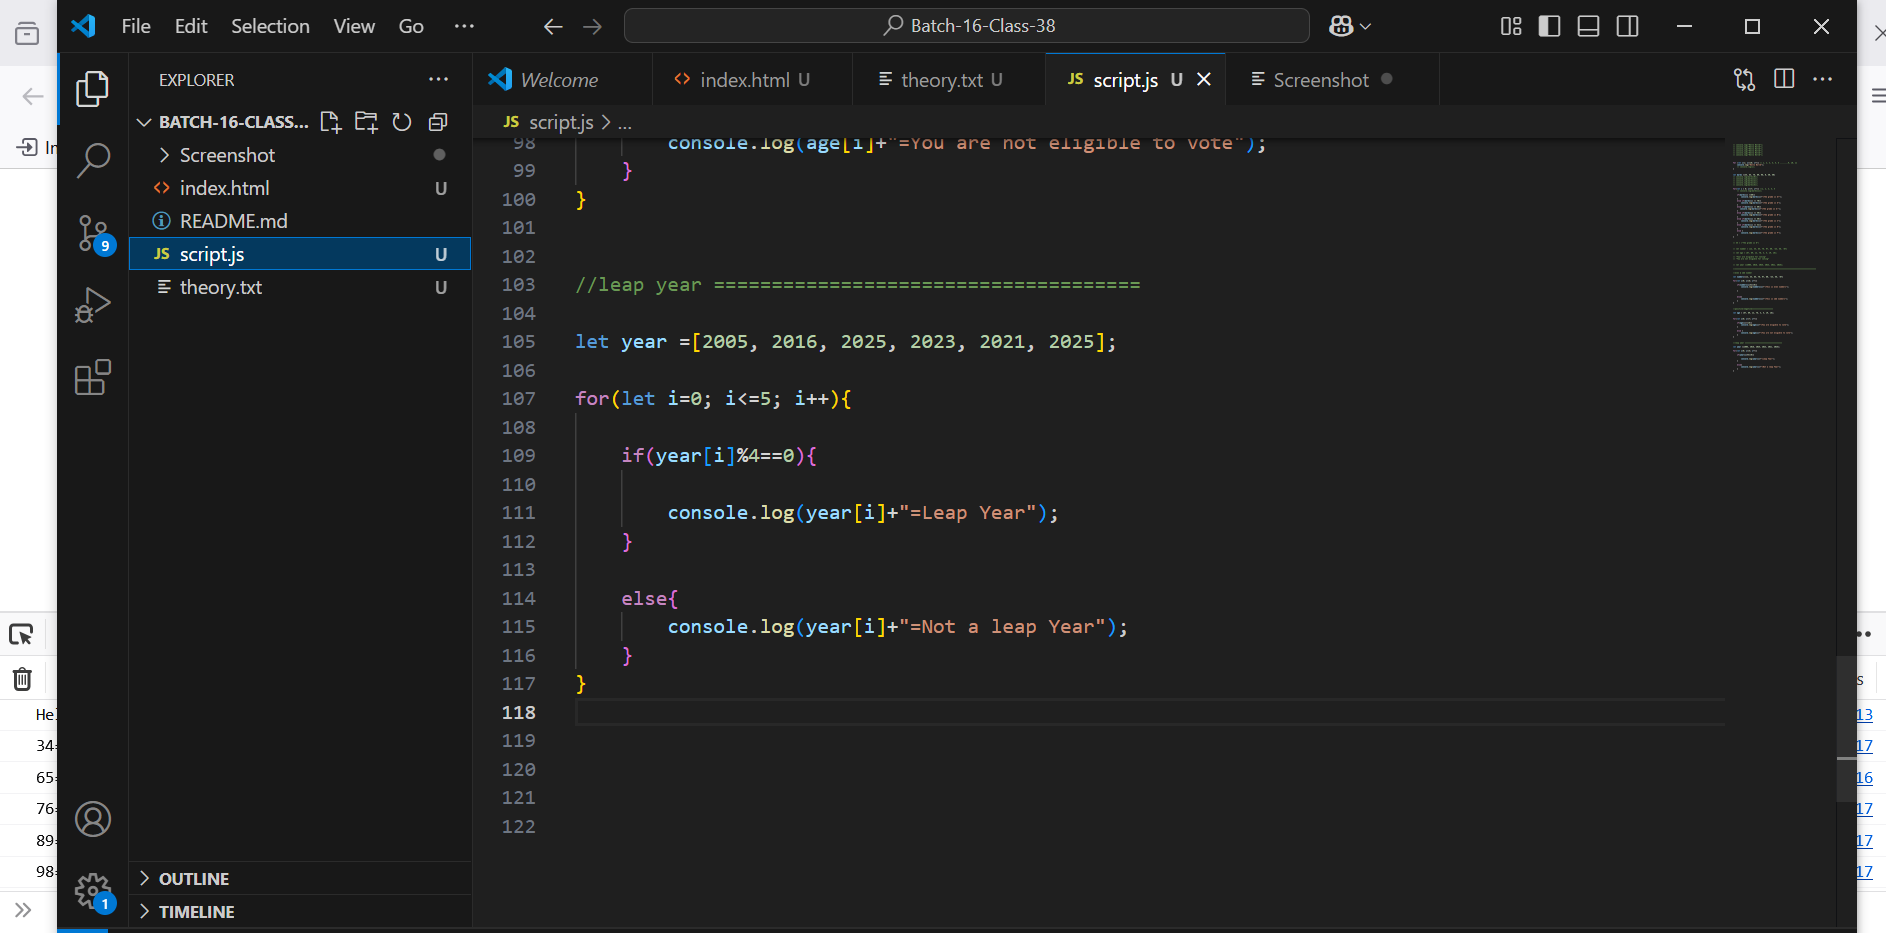 File Edit Selection View Go
Batch-16-Class-38
EXPLORER
BATCH-16-CLASS...
Screenshot
index.html U
README.md
script.js U
theory.txt U
OUTLINE
TIMELINE
9
1
Welcome
index.html U
theory.txt U
JS script.js U
Screenshot
JS script.js > ...
98 console.log(age[i]+"=You are not eligible to vote");
99 }
100 }
101
102
103 //leap year =====================================
104
105 let year =[2005, 2016, 2025, 2023, 2021, 2025];
106
107 for(let i=0; i<=5; i++){
108
109 if(year[i]%4==0){
110
111 console.log(year[i]+"=Leap Year");
112 }
113
114 else{
115 console.log(year[i]+"=Not a leap Year");
116 }
117 }
118
119
120
121
122
34=
65=
76=
89=
98=
13
17
16
17
17
17